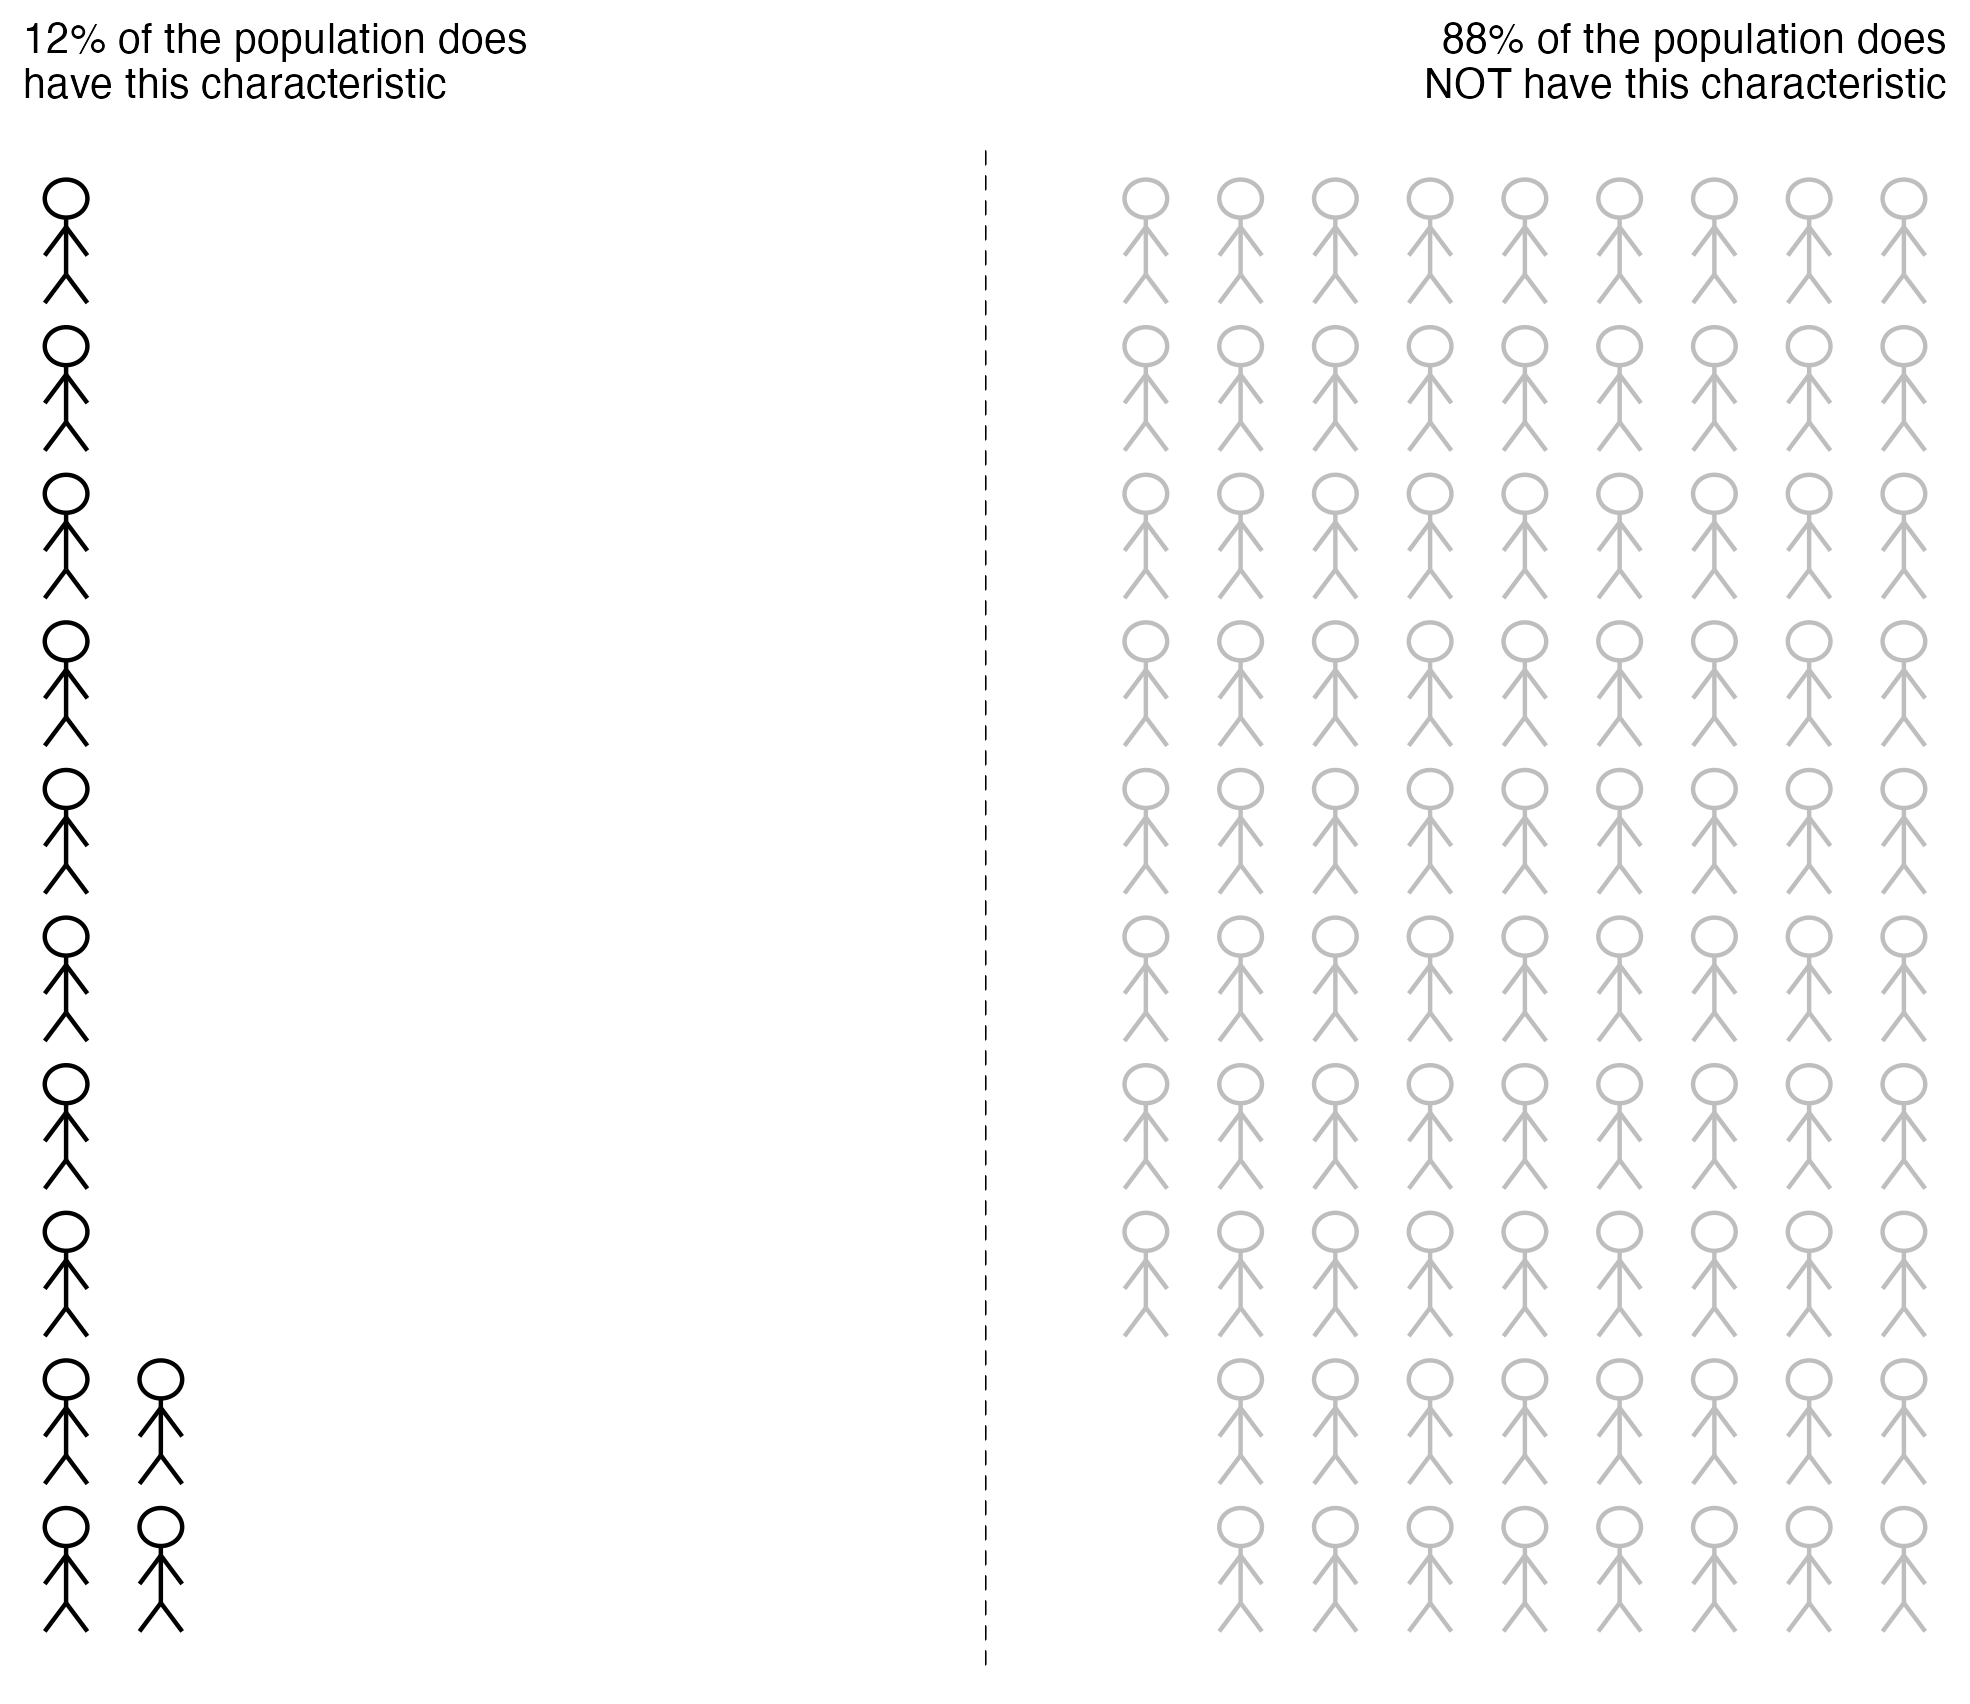 12% of the population does
have this characteristic
88% of the population does
NOT have this characteristic